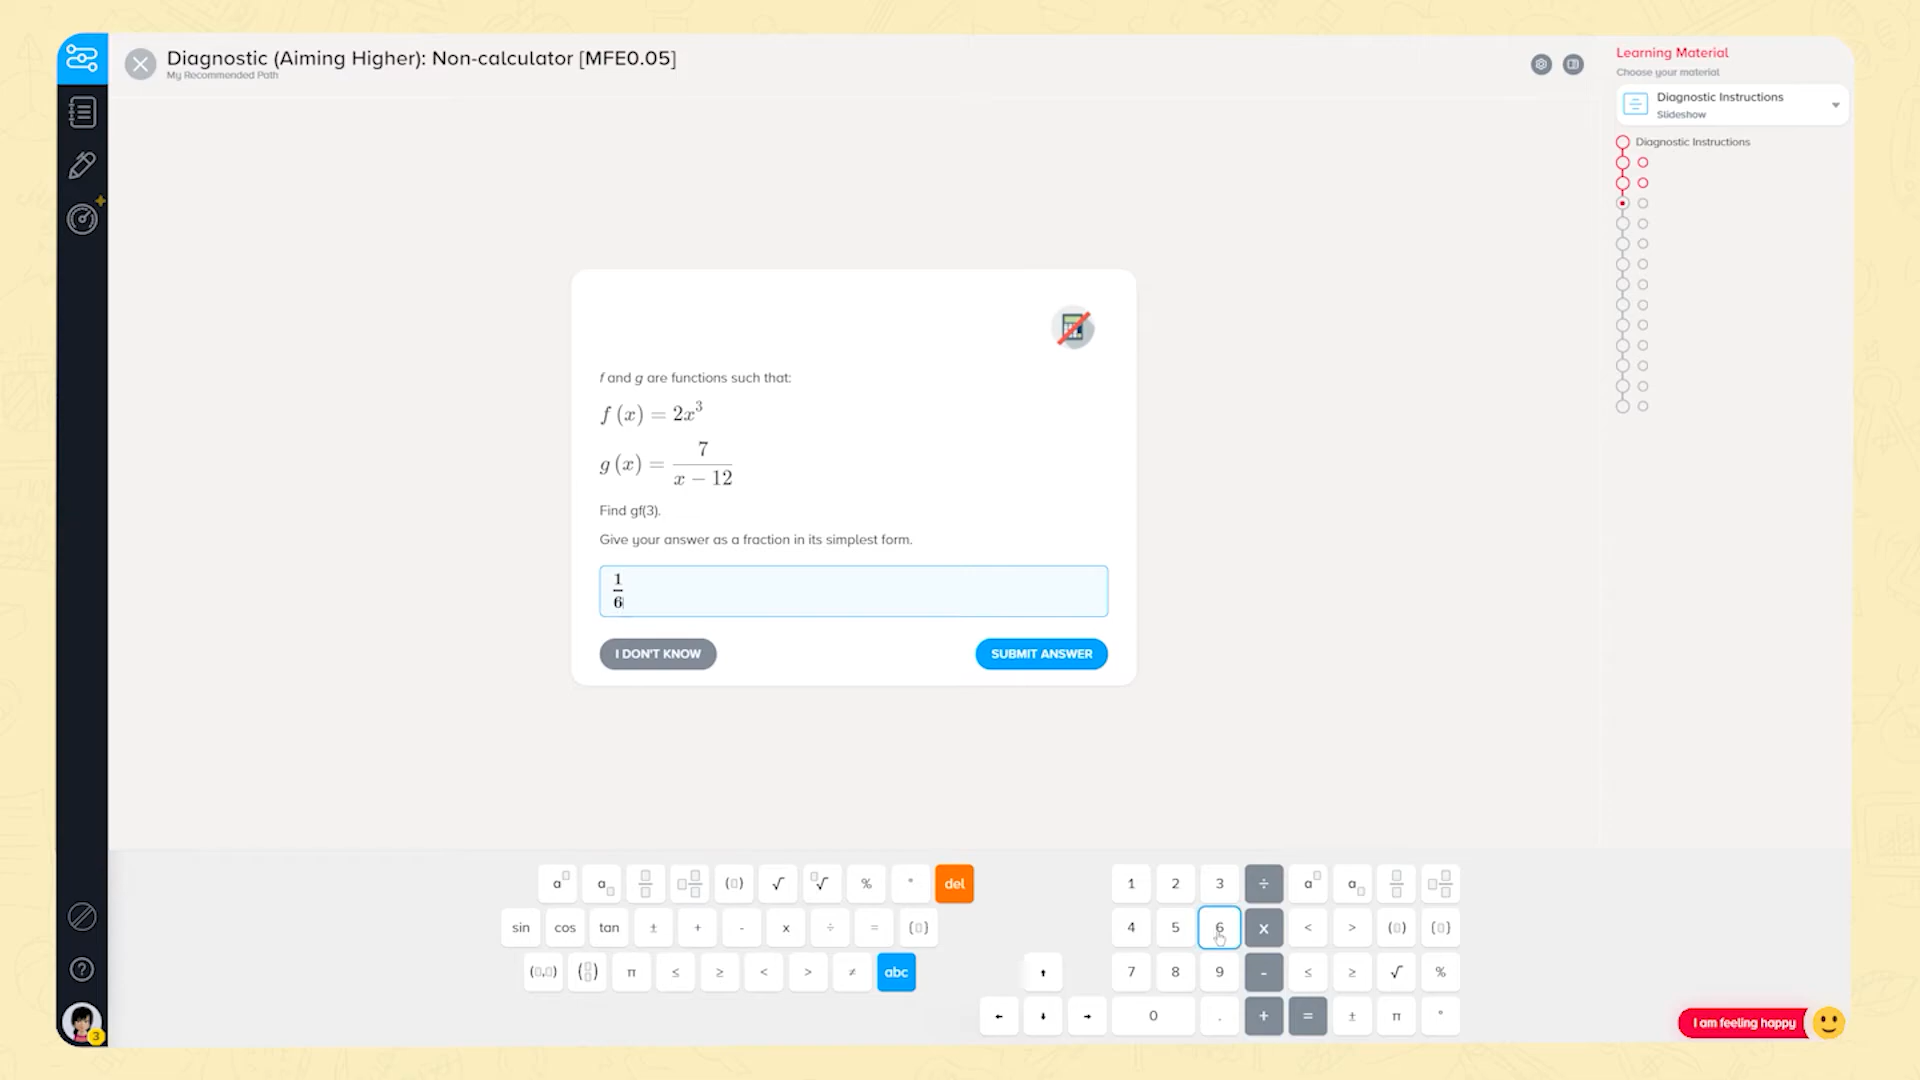 Diagnostic (Aiming Higher): Non-calculator [MFE0.05]
My Recommended Path
Learning Material
Choose your material
Diagnostic Instructions
Slideshow
Diagnostic Instructions
f and g are functions such that:
f (x) = 2x³
g (x) = 7 / (x − 12)
Find gf(3).
Give your answer as a fraction in its simplest form.
1/6
I DON'T KNOW
SUBMIT ANSWER
a a (▯) √ ▯√ % ° del
sin cos tan ± + - x ÷ = (▯)
(▯,▯) (▯/▯) π ≤ ≥ < > ≠ abc
1 2 3 ÷ a a
4 5 6 x < > (▯) (▯)
↑ 7 8 9 - ≤ ≥ √ %
← ↓ → 0 . + = ± π °
I am feeling happy
3